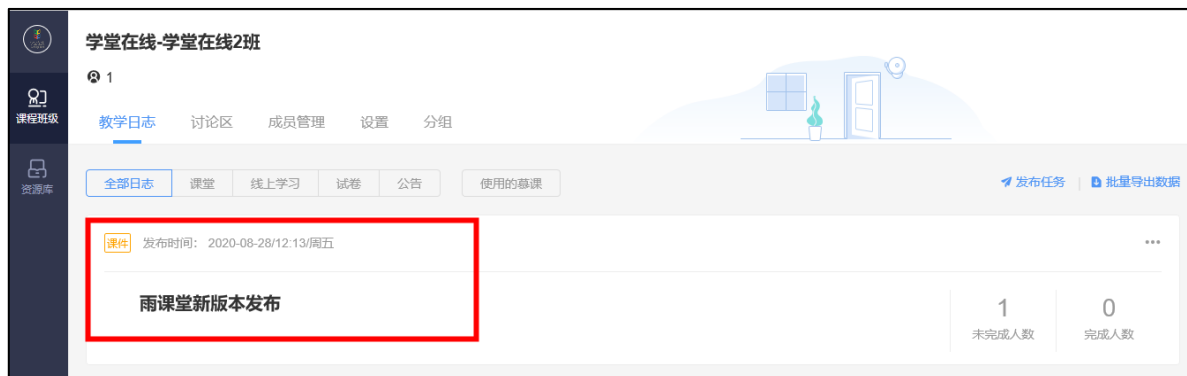 学堂在线-学堂在线2班
1
课程班级
教学日志 讨论区 成员管理 设置 分组
资源库
全部日志 课堂 线上学习 试卷 公告 使用的慕课 发布任务 批量导出数据
课件 发布时间： 2020-08-28/12:13/周五
雨课堂新版本发布
1 0
未完成人数 完成人数